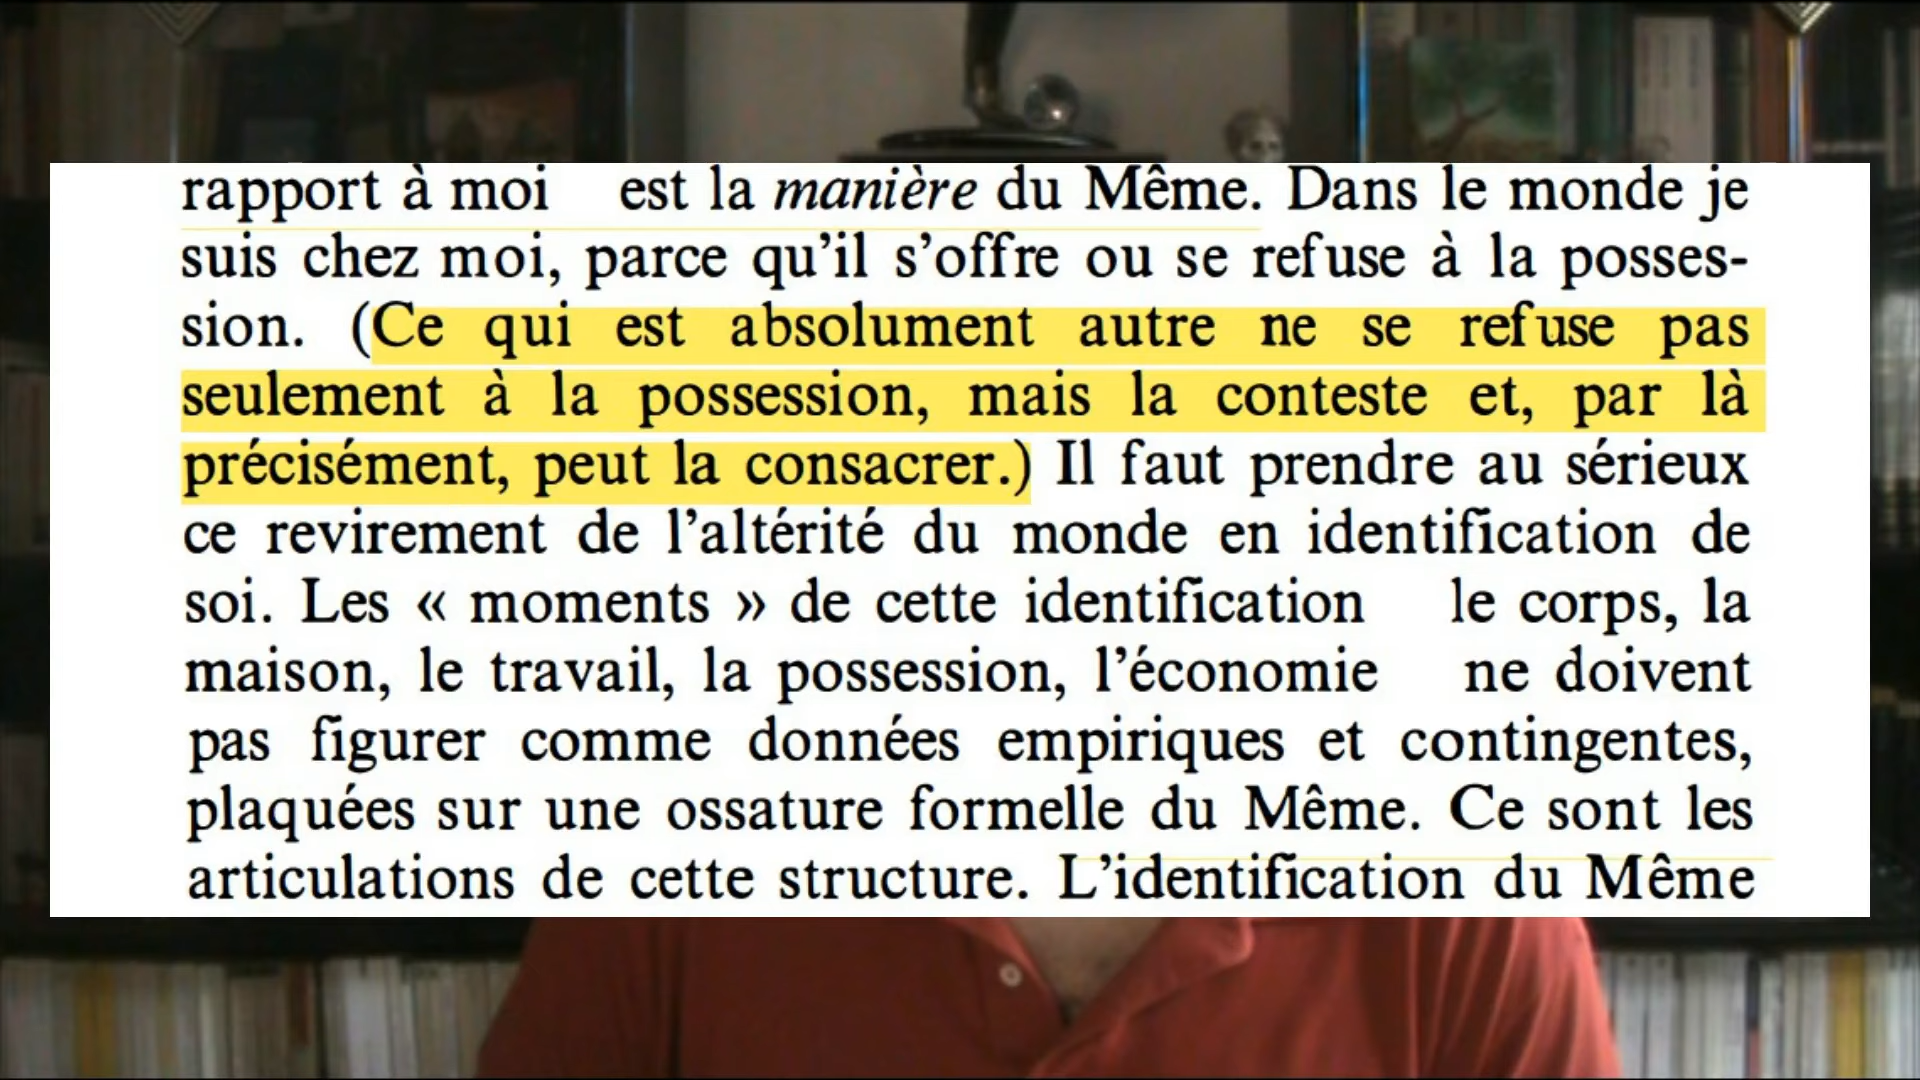 rapport à moi est la manière du Même. Dans le monde je
suis chez moi, parce qu’il s’offre ou se refuse à la posses-
sion. (Ce qui est absolument autre ne se refuse pas
seulement à la possession, mais la conteste et, par là
précisément, peut la consacrer.) Il faut prendre au sérieux
ce revirement de l’altérité du monde en identification de
soi. Les « moments » de cette identification le corps, la
maison, le travail, la possession, l’économie ne doivent
pas figurer comme données empiriques et contingentes,
plaquées sur une ossature formelle du Même. Ce sont les
articulations de cette structure. L’identification du Même